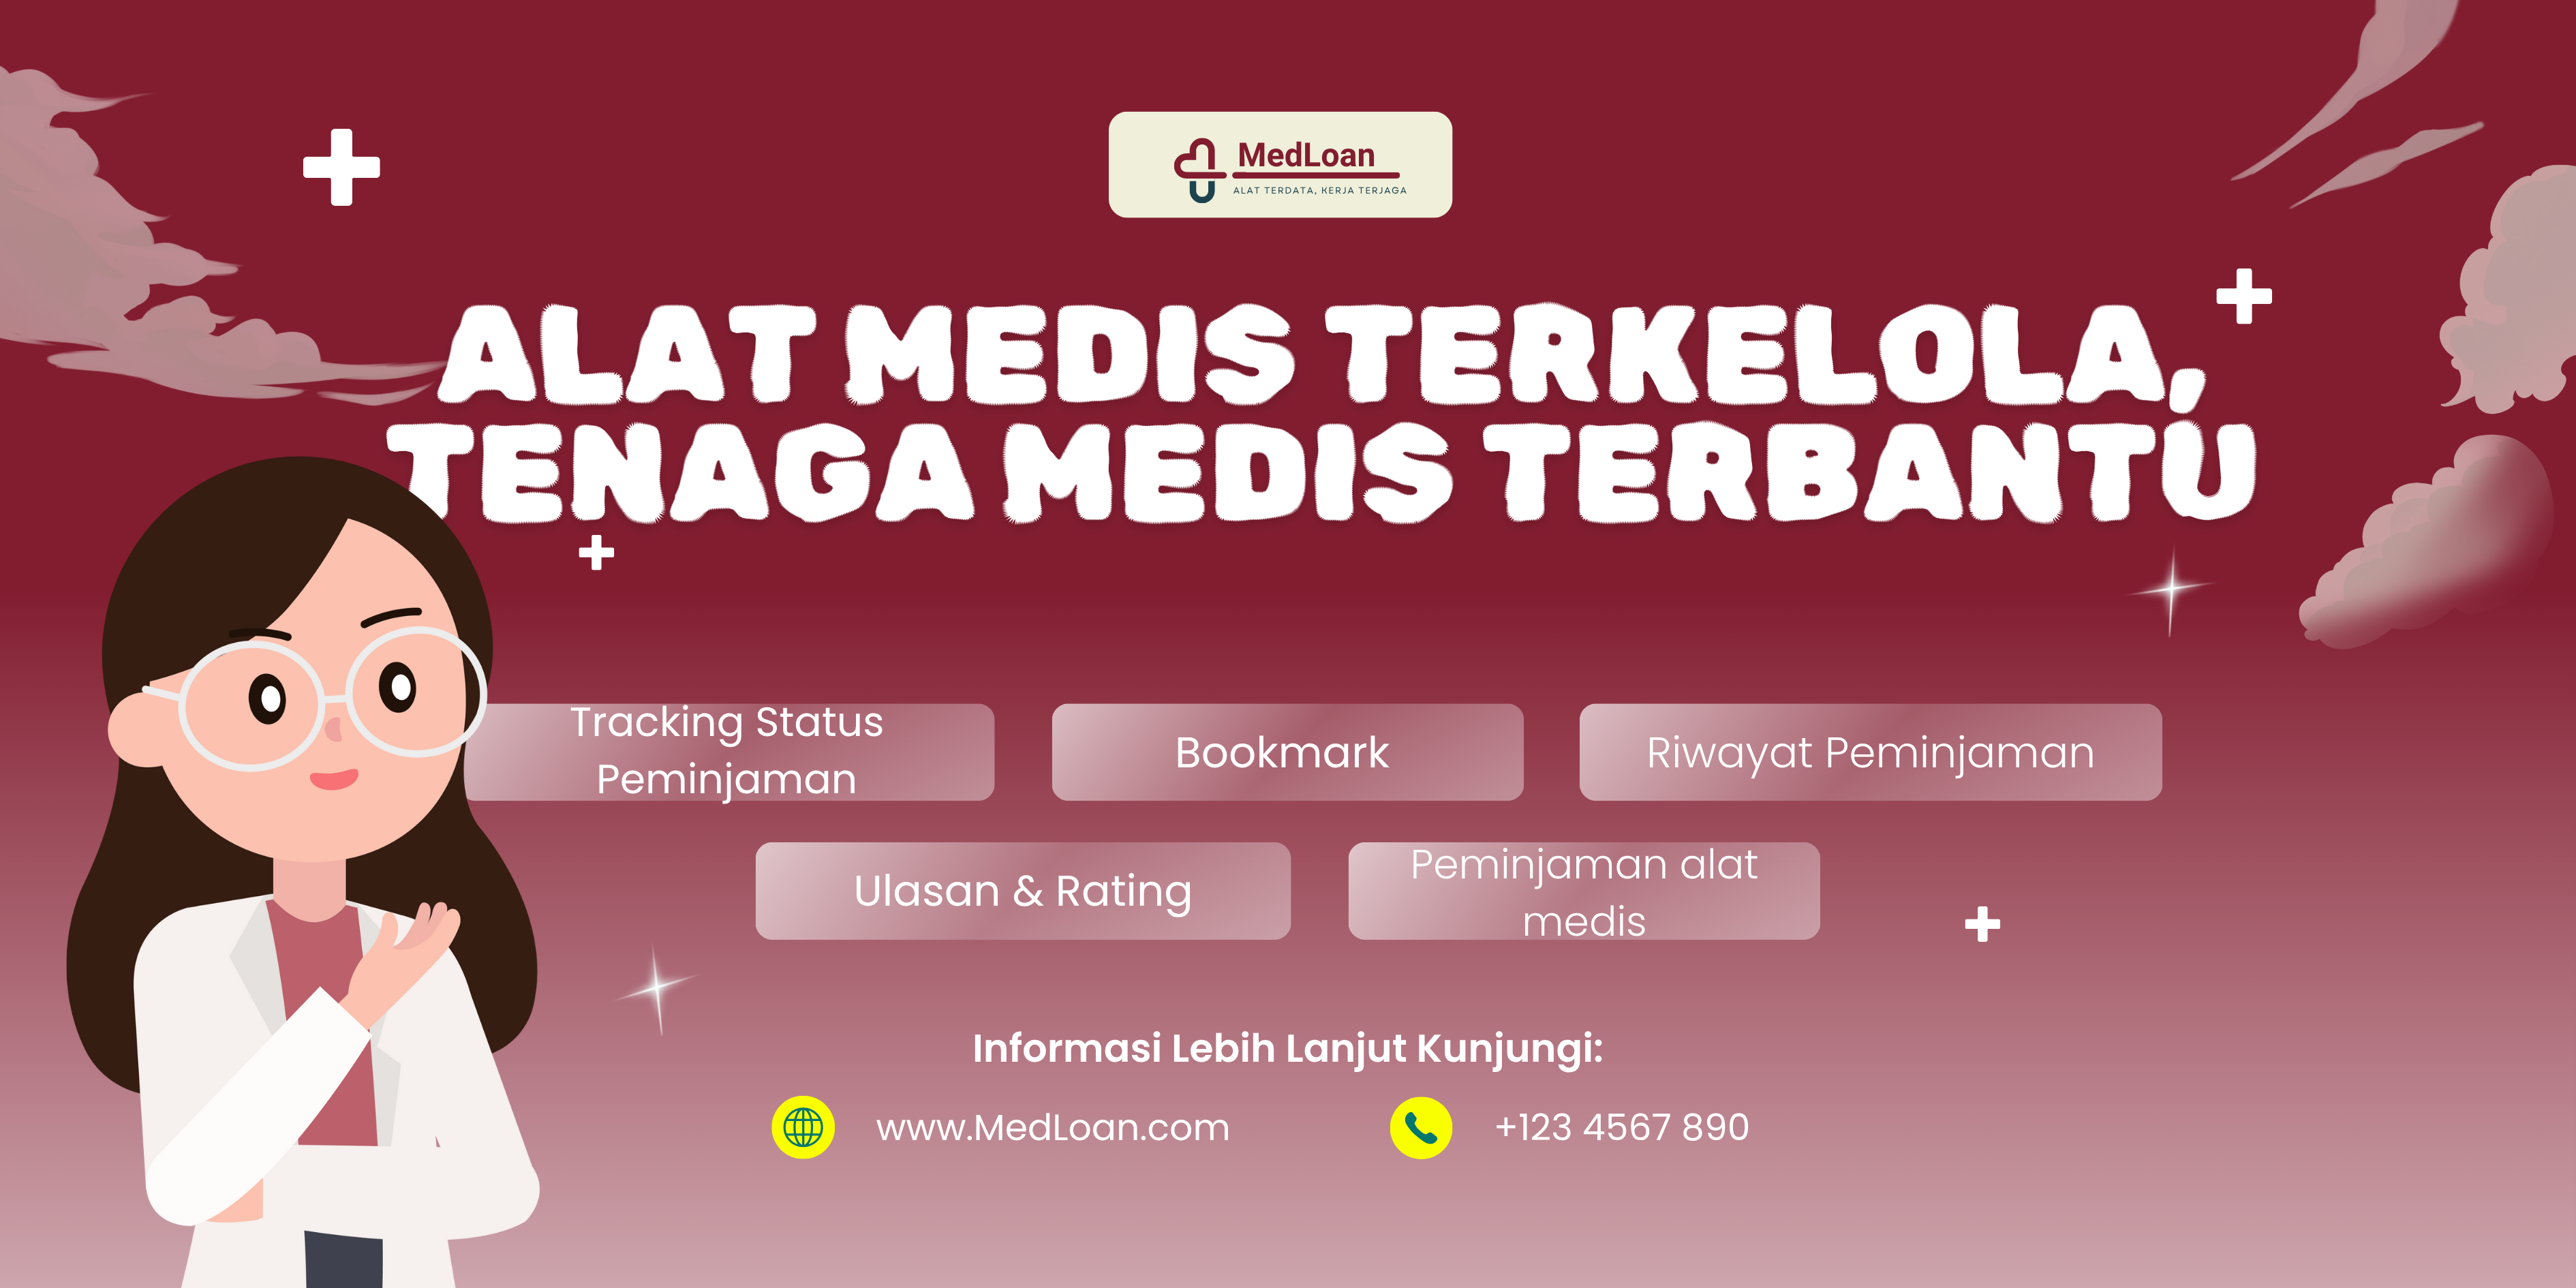 MedLoan
ALAT TERDATA, KERJA TERJAGA
ALAT MEDIS TERKELOLA,
TENAGA MEDIS TERBANTU
Tracking Status
Peminjaman
Bookmark
Riwayat Peminjaman
Ulasan & Rating
Peminjaman alat
medis
Informasi Lebih Lanjut Kunjungi:
www.MedLoan.com
+123 4567 890